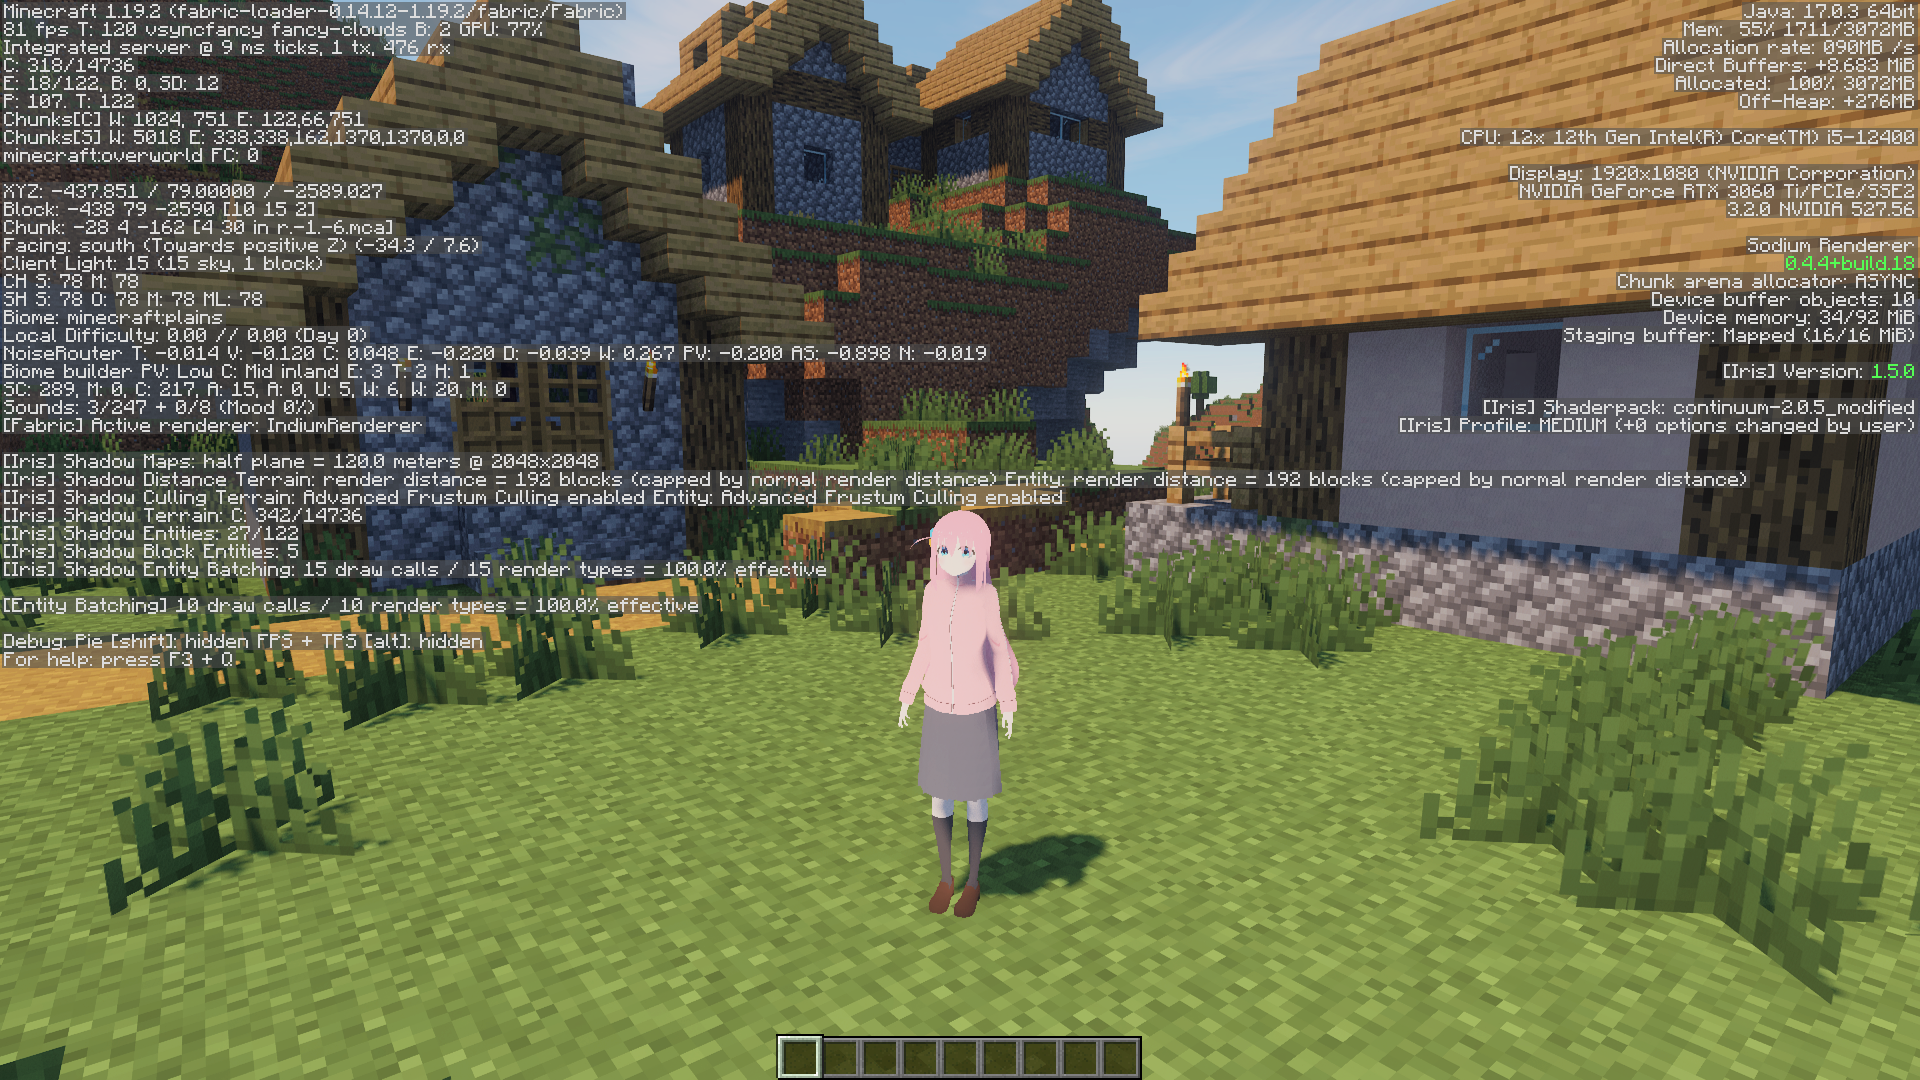 Minecraft 1.19.2 (fabric-loader-0.14.12-1.19.2/fabric/Fabric)
81 fps T: 120 vsyncfancy fancy-clouds B: 2 GPU: 77%
Integrated server @ 9 ms ticks, 1 tx, 476 rx
C: 318/14736
E: 18/122, B: 0, SD: 12
P: 107. T: 122
Chunks[C] W: 1024, 751 E: 122,66,751
Chunks[S] W: 5018 E: 338,338,162,1370,1370,0,0
minecraft:overworld FC: 0
XYZ: -437.851 / 79.00000 / -2589.027
Block: -438 79 -2590 [10 15 2]
Chunk: -28 4 -162 [4 30 in r.-1.-6.mca]
Facing: south (Towards positive Z) (-34.3 / 7.6)
Client Light: 15 (15 sky, 1 block)
CH S: 78 M: 78
SH S: 78 O: 78 M: 78 ML: 78
Biome: minecraft:plains
Local Difficulty: 0.00 // 0.00 (Day 0)
NoiseRouter T: -0.014 V: -0.120 C: 0.048 E: -0.220 D: -0.039 W: 0.267 PV: -0.200 AS: -0.898 N: -0.019
Biome builder PV: Low C: Mid inland E: 3 T: 2 H: 1
SC: 289, M: 0, C: 217, A: 15, A: 0, U: 5, W: 6, W: 20, M: 0
Sounds: 3/247 + 0/8 (Mood 0%)
[Fabric] Active renderer: IndiumRenderer
[Iris] Shadow Maps: half plane = 120.0 meters @ 2048x2048
[Iris] Shadow Distance Terrain: render distance = 192 blocks (capped by normal render distance) Entity: render distance = 192 blocks (capped by normal render distance)
[Iris] Shadow Culling Terrain: Advanced Frustum Culling enabled Entity: Advanced Frustum Culling enabled
[Iris] Shadow Terrain: C: 342/14736
[Iris] Shadow Entities: 27/122
[Iris] Shadow Block Entities: 5
[Iris] Shadow Entity Batching: 15 draw calls / 15 render types = 100.0% effective
[Entity Batching] 10 draw calls / 10 render types = 100.0% effective
Debug: Pie [shift]: hidden FPS + TPS [alt]: hidden
For help: press F3 + Q
Java: 17.0.3 64bit
Mem: 55% 1711/3072MB
Allocation rate: 090MB /s
Direct Buffers: +8.683 MiB
Allocated: 100% 3072MB
Off-Heap: +276MB
CPU: 12x 12th Gen Intel(R) Core(TM) i5-12400
Display: 1920x1080 (NVIDIA Corporation)
NVIDIA GeForce RTX 3060 Ti/PCIe/SSE2
3.2.0 NVIDIA 527.56
Sodium Renderer
0.4.4+build.18
Chunk arena allocator: ASYNC
Device buffer objects: 10
Device memory: 34/92 MiB
Staging buffer: Mapped (16/16 MiB)
[Iris] Version: 1.5.0
[Iris] Shaderpack: continuum-2.0.5_modified
[Iris] Profile: MEDIUM (+0 options changed by user)